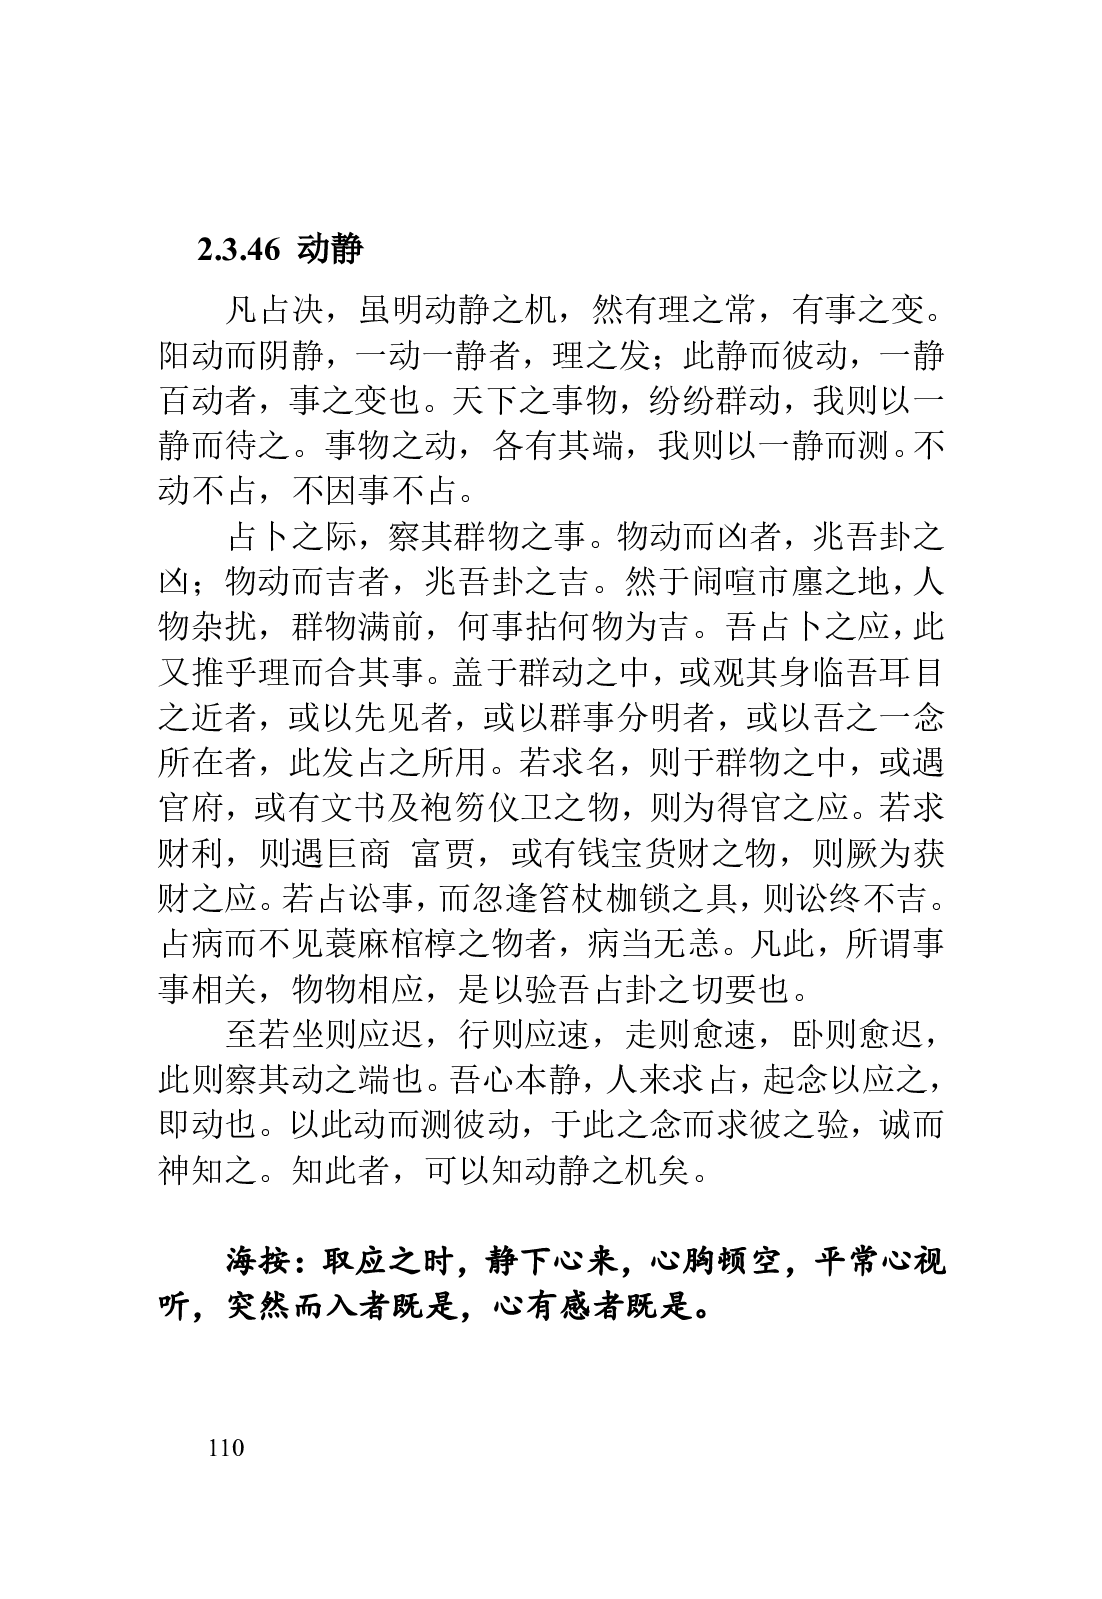 2.3.46 动静
凡占决，虽明动静之机，然有理之常，有事之变。
阳动而阴静，一动一静者，理之发；此静而彼动，一静
百动者，事之变也。天下之事物，纷纷群动，我则以一
静而待之。事物之动，各有其端，我则以一静而测。不
动不占，不因事不占。
占卜之际，察其群物之事。物动而凶者，兆吾卦之
凶；物动而吉者，兆吾卦之吉。然于闹喧市廛之地，人
物杂扰，群物满前，何事拈何物为吉。吾占卜之应，此
又推乎理而合其事。盖于群动之中，或观其身临吾耳目
之近者，或以先见者，或以群事分明者，或以吾之一念
所在者，此发占之所用。若求名，则于群物之中，或遇
官府，或有文书及袍笏仪卫之物，则为得官之应。若求
财利，则遇巨商 富贾，或有钱宝货财之物，则厥为获
财之应。若占讼事，而忽逢笞杖枷锁之具，则讼终不吉。
占病而不见蓑麻棺椁之物者，病当无恙。凡此，所谓事
事相关，物物相应，是以验吾占卦之切要也。
至若坐则应迟，行则应速，走则愈速，卧则愈迟，
此则察其动之端也。吾心本静，人来求占，起念以应之，
即动也。以此动而测彼动，于此之念而求彼之验，诚而
神知之。知此者，可以知动静之机矣。
海按：取应之时，静下心来，心胸顿空，平常心视
听，突然而入者既是，心有感者既是。
110